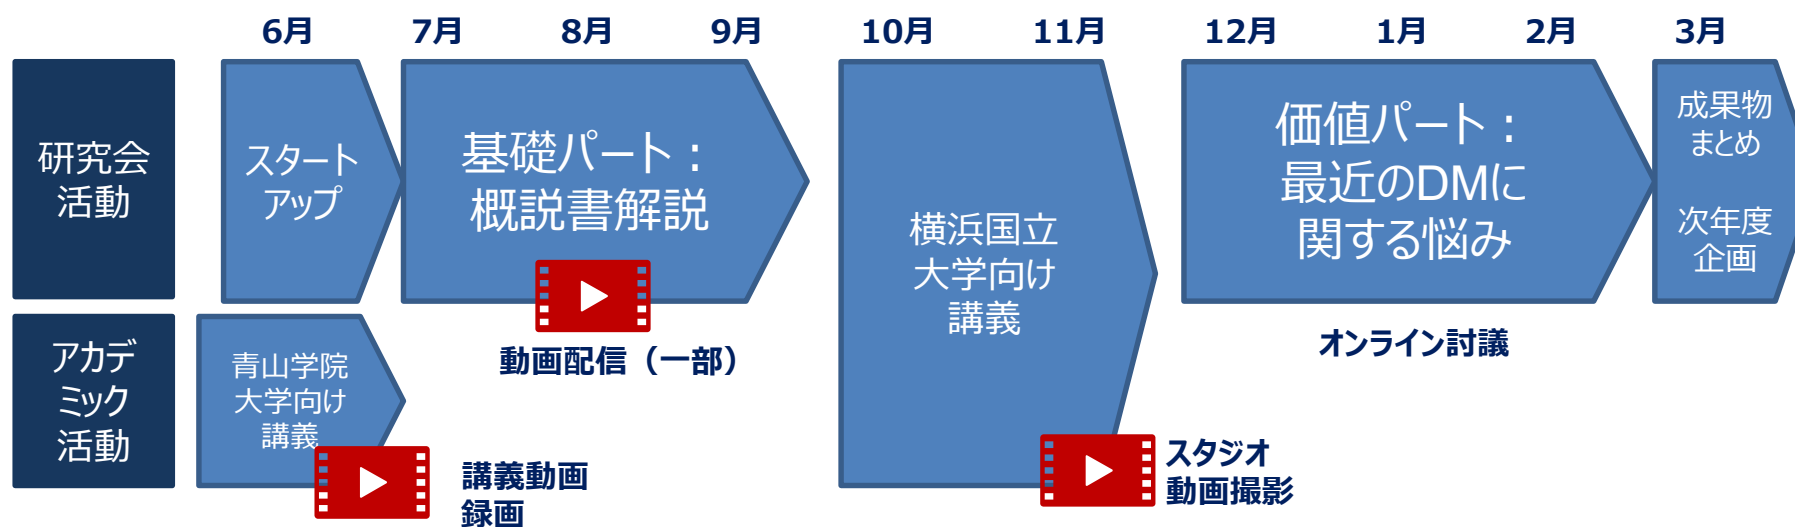 6月 7月 8月 9月 10月 11月 12月 1月 2月 3月
研究会
活動
スタート
アップ
基礎パート：
概説書解説
動画配信（一部）
横浜国立
大学向け
講義
価値パート：
最近のDMに
関する悩み
オンライン討議
成果物
まとめ
次年度
企画
アカデ
ミック
活動
青山学院
大学向け
講義
講義動画
録画
スタジオ
動画撮影